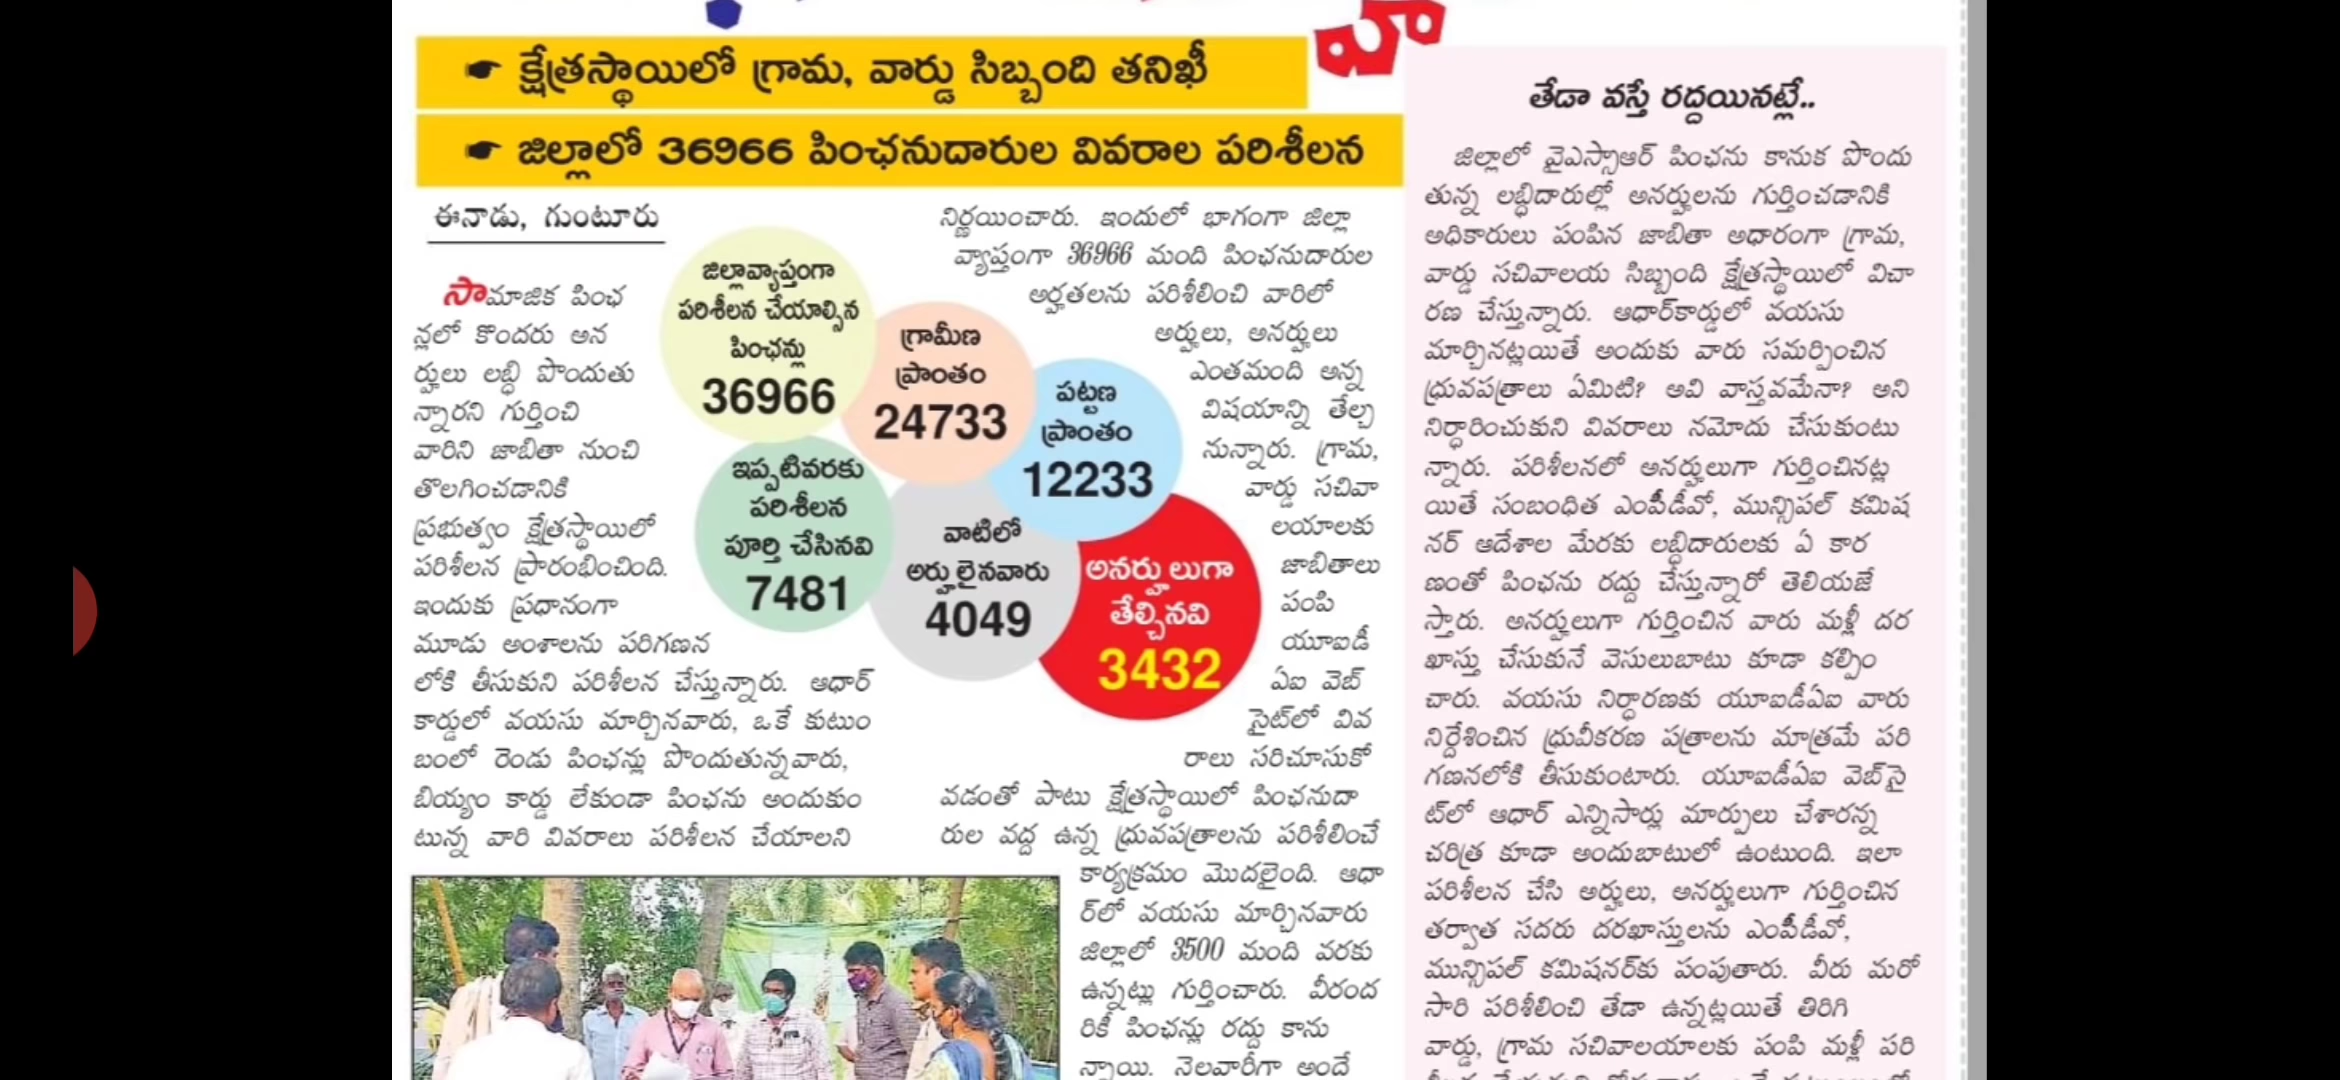 ☛ క్షేత్రస్థాయిలో గ్రామ, వార్డు సిబ్బంది తనిఖీ
☛ జిల్లాలో 36966 పింఛనుదారుల వివరాల పరిశీలన
ఈనాడు, గుంటూరు
సామాజిక పింఛ
న్లలో కొందరు అన
ర్హులు లబ్ధి పొందుతు
న్నారని గుర్తించి
వారిని జాబితా నుంచి
తొలగించడానికి
ప్రభుత్వం క్షేత్రస్థాయిలో
పరిశీలన ప్రారంభించింది.
ఇందుకు ప్రధానంగా
మూడు అంశాలను పరిగణన
లోకి తీసుకుని పరిశీలన చేస్తున్నారు. ఆధార్
కార్డులో వయసు మార్చినవారు, ఒకే కుటుం
బంలో రెండు పింఛన్లు పొందుతున్నవారు,
బియ్యం కార్డు లేకుండా పింఛను అందుకుం
టున్న వారి వివరాలు పరిశీలన చేయాలని
జిల్లావ్యాప్తంగా
పరిశీలన చేయాల్సిన
పింఛన్లు
36966
గ్రామీణ
ప్రాంతం
24733
పట్టణ
ప్రాంతం
12233
ఇప్పటివరకు
పరిశీలన
పూర్తి చేసినవి
7481
వాటిలో
అర్హులైనవారు
4049
అనర్హులుగా
తేల్చినవి
3432
నిర్ణయించారు. ఇందులో భాగంగా జిల్లా
వ్యాప్తంగా 36966 మంది పింఛనుదారుల
అర్హతలను పరిశీలించి వారిలో
అర్హులు, అనర్హులు
ఎంతమంది అన్న
విషయాన్ని తేల్చ
నున్నారు. గ్రామ,
వార్డు సచివా
లయాలకు
జాబితాలు
పంపి
యూఐడీ
ఏఐ వెబ్
సైట్‌లో వివ
రాలు సరిచూసుకో
వడంతో పాటు క్షేత్రస్థాయిలో పింఛనుదా
రుల వద్ద ఉన్న ధ్రువపత్రాలను పరిశీలించే
కార్యక్రమం మొదలైంది. ఆధా
ర్‌లో వయసు మార్చినవారు
జిల్లాలో 3500 మంది వరకు
ఉన్నట్లు గుర్తించారు. వీరంద
రికీ పింఛన్లు రద్దు కాను
న్నాయి. నెలవారీగా అందే
తేడా వస్తే రద్దయినట్లే..
జిల్లాలో వైఎస్సాఆర్ పింఛను కానుక పొందు
తున్న లబ్ధిదారుల్లో అనర్హులను గుర్తించడానికి
అధికారులు పంపిన జాబితా అధారంగా గ్రామ,
వార్డు సచివాలయ సిబ్బంది క్షేత్రస్థాయిలో విచా
రణ చేస్తున్నారు. ఆధార్‌కార్డులో వయసు
మార్చినట్లయితే అందుకు వారు సమర్పించిన
ధ్రువపత్రాలు ఏమిటి? అవి వాస్తవమేనా? అని
నిర్ధారించుకుని వివరాలు నమోదు చేసుకుంటు
న్నారు. పరిశీలనలో అనర్హులుగా గుర్తించినట్ల
యితే సంబంధిత ఎంపీడీవో, మున్సిపల్ కమిష
నర్ ఆదేశాల మేరకు లబ్ధిదారులకు ఏ కార
ణంతో పింఛను రద్దు చేస్తున్నారో తెలియజే
స్తారు. అనర్హులుగా గుర్తించిన వారు మళ్లీ దర
ఖాస్తు చేసుకునే వెసులుబాటు కూడా కల్పిం
చారు. వయసు నిర్ధారణకు యూఐడీఏఐ వారు
నిర్దేశించిన ధ్రువీకరణ పత్రాలను మాత్రమే పరి
గణనలోకి తీసుకుంటారు. యూఐడీఏఐ వెబ్‌సై
ట్‌లో ఆధార్ ఎన్నిసార్లు మార్పులు చేశారన్న
చరిత్ర కూడా అందుబాటులో ఉంటుంది. ఇలా
పరిశీలన చేసి అర్హులు, అనర్హులుగా గుర్తించిన
తర్వాత సదరు దరఖాస్తులను ఎంపీడీవో,
మున్సిపల్ కమిషనర్‌కు పంపుతారు. వీరు మరో
సారి పరిశీలించి తేడా ఉన్నట్లయితే తిరిగి
వార్డు, గ్రామ సచివాలయాలకు పంపి మళ్లీ పరి